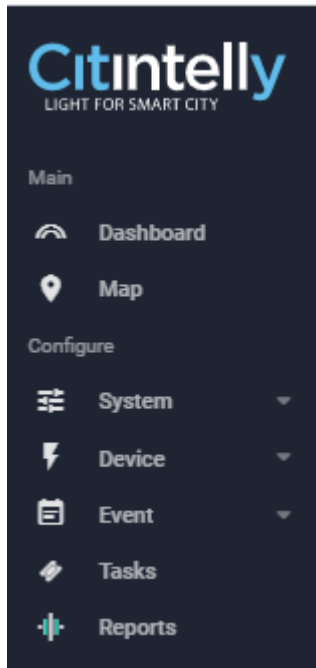 Citintelly
LIGHT FOR SMART CITY
Main
Dashboard
Map
Configure
System
Device
Event
Tasks
Reports